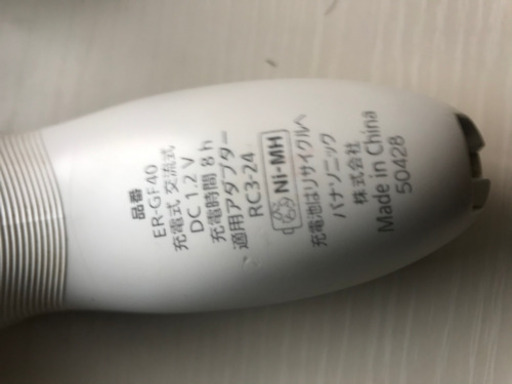 品番
ER-GF40
充電式 交流式
DC 1.2 V
充電時間 8 h
適用アダプター
RC3-24
Ni-MH
充電池はリサイクルへ
パナソニック
株式会社
Made in China
50428